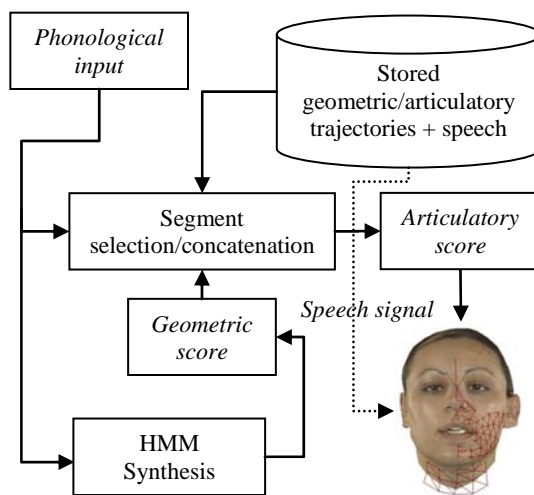 Phonological
input
Stored
geometric/articulatory
trajectories + speech
Segment
selection/concatenation
Articulatory
score
Geometric
score
Speech signal
HMM
Synthesis